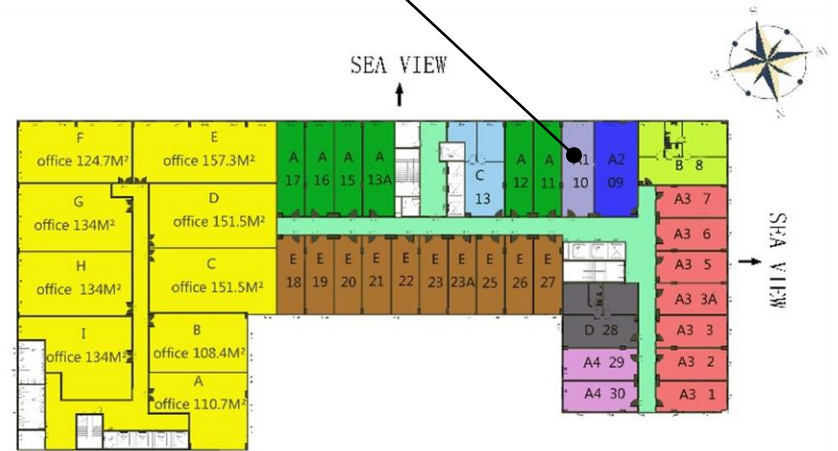 SEA VIEW
F
office 124.7M²
E
office 157.3M²
A
17
A
16
A
15
A
13A
C
13
A
12
A
11
10
A2
09
B 8
G
office 134M²
D
office 151.5M²
A3 7
A3 6
SEA VIEW
H
office 134M²
C
office 151.5M²
E
18
E
19
E
20
E
21
E
22
E
23
E
23A
E
25
E
26
E
27
A3 5
A3 3A
I
office 134M²
B
office 108.4M²
D 28
A3 3
A4 29
A3 2
A
office 110.7M²
A4 30
A3 1